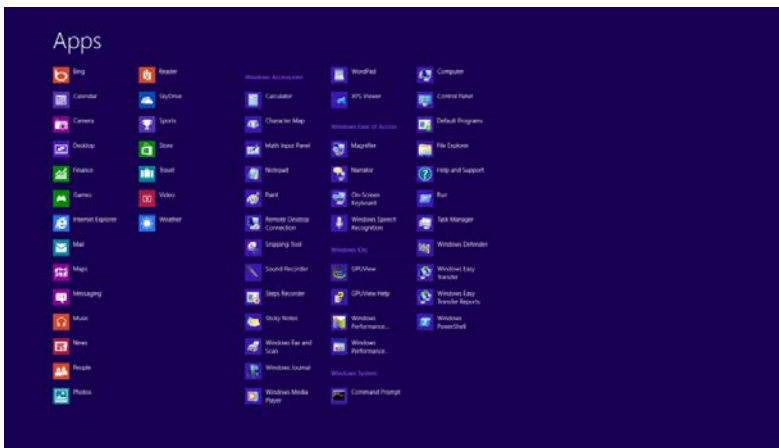 Apps
Bing
Calendar
Camera
Desktop
Finance
Games
Internet Explorer
Mail
Maps
Messaging
Music
News
People
Photos
Reader
SkyDrive
Sports
Store
Travel
Video
Weather
Windows Accessories
Calculator
Character Map
Math Input Panel
Notepad
Paint
Remote Desktop
Connection
Snipping Tool
Sound Recorder
Steps Recorder
Sticky Notes
Windows Fax and
Scan
Windows Journal
Windows Media
Player
WordPad
XPS Viewer
Windows Ease of Access
Magnifier
Narrator
On-Screen
Keyboard
Windows Speech
Recognition
Windows Kits
GPUView
GPUView Help
Windows
Performance...
Windows
Performance...
Windows System
Command Prompt
Computer
Control Panel
Default Programs
File Explorer
Help and Support
Run
Task Manager
Windows Defender
Windows Easy
Transfer
Windows Easy
Transfer Reports
Windows
PowerShell